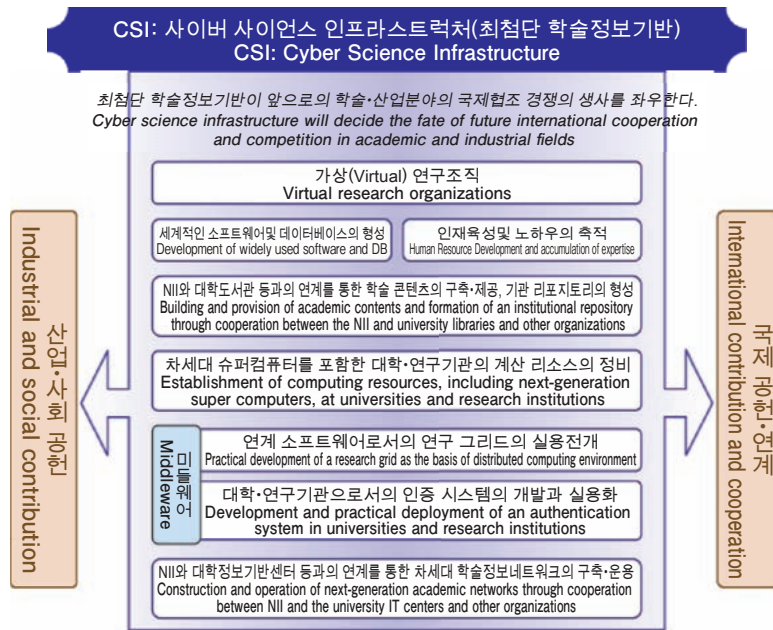 CSI: 사이버 사이언스 인프라스트럭처(최첨단 학술정보기반)
CSI: Cyber Science Infrastructure
최첨단 학술정보기반이 앞으로의 학술·산업분야의 국제협조 경쟁의 생사를 좌우한다.
Cyber science infrastructure will decide the fate of future international cooperation
and competition in academic and industrial fields
가상(Virtual) 연구조직
Virtual research organizations
세계적인 소프트웨어및 데이터베이스의 형성
Development of widely used software and DB
인재육성및 노하우의 축적
Human Resource Development and accumulation of expertise
NII와 대학도서관 등과의 연계를 통한 학술 콘텐츠의 구축·제공, 기관 리포지토리의 형성
Building and provision of academic contents and formation of an institutional repository
through cooperation between the NII and university libraries and other organizations
차세대 슈퍼컴퓨터를 포함한 대학·연구기관의 계산 리소스의 정비
Establishment of computing resources, including next-generation
super computers, at universities and research institutions
미들웨어
Middleware
연계 소프트웨어로서의 연구 그리드의 실용전개
Practical development of a research grid as the basis of distributed computing environment
대학·연구기관으로서의 인증 시스템의 개발과 실용화
Development and practical deployment of an authentication
system in universities and research institutions
NII와 대학정보기반센터 등과의 연계를 통한 차세대 학술정보네트워크의 구축·운용
Construction and operation of next-generation academic networks through cooperation
between NII and the university IT centers and other organizations
산업·사회 공헌
Industrial and social contribution
국제 공헌·연계
International contribution and cooperation